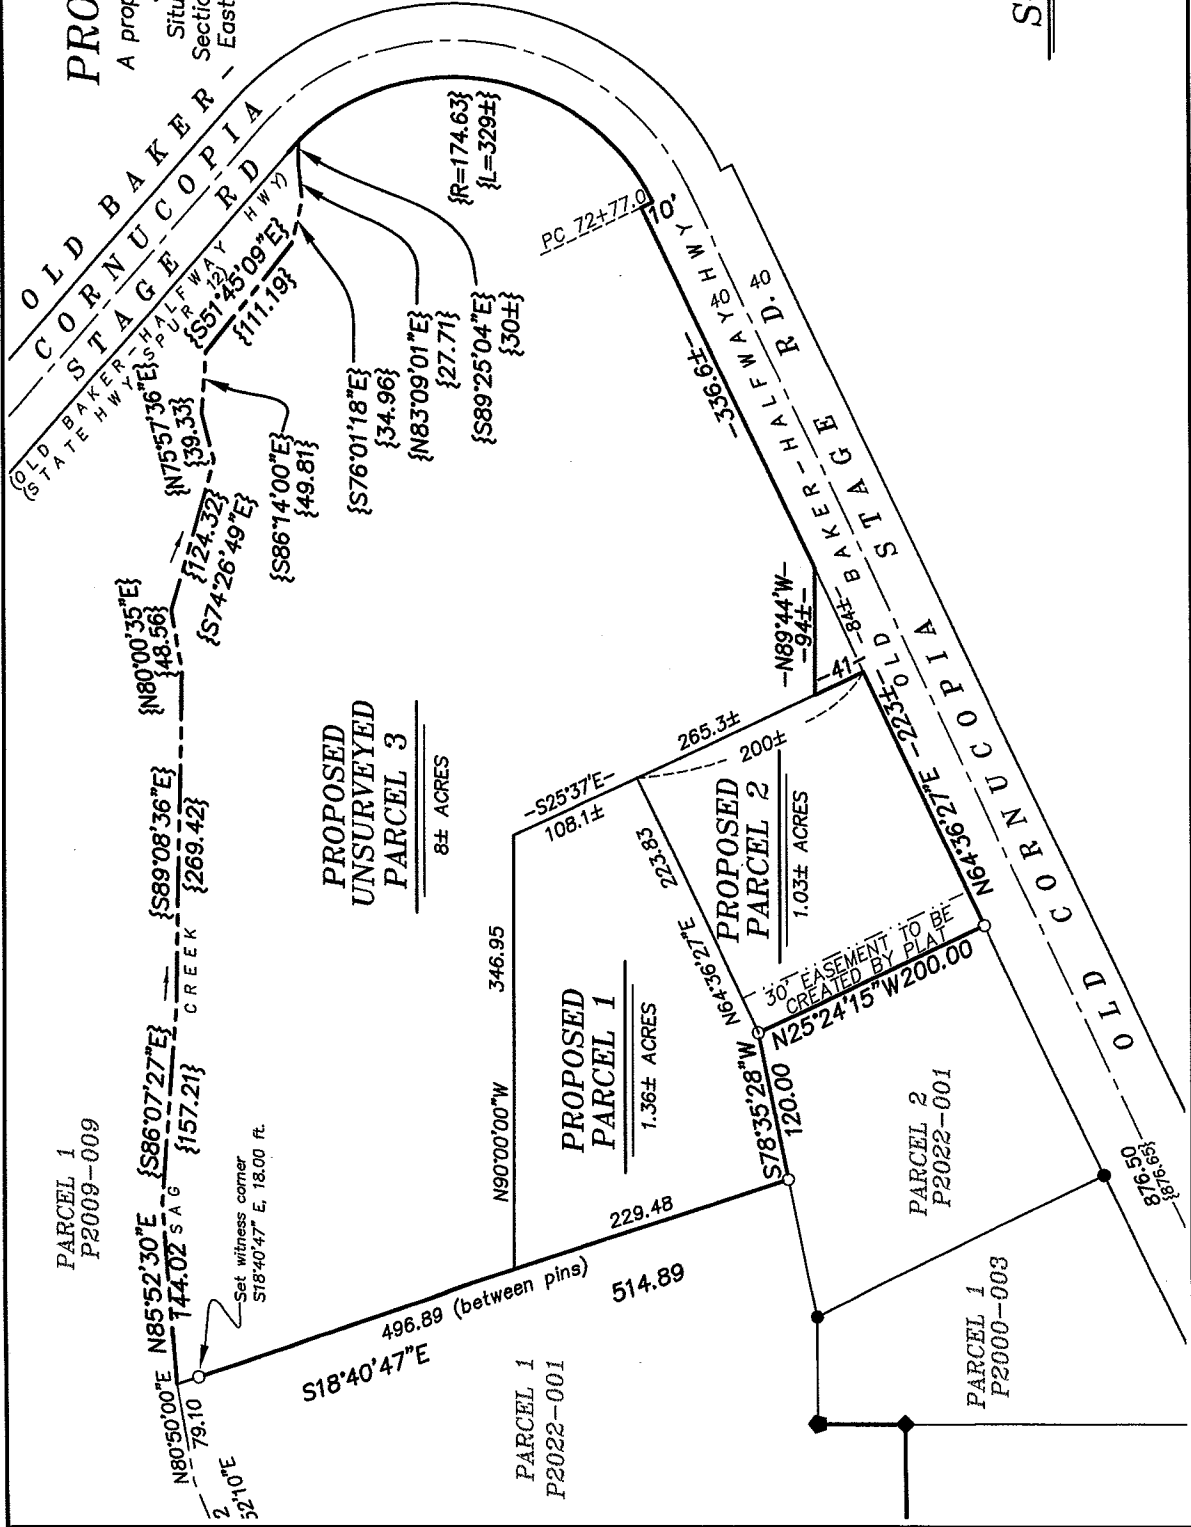 PRO
A prop
Situ
Sectio
East
OLD BAKER -
CORNUCOPIA
STAGE RD
(OLD BAKER-HALFWAY HWY)
(STATE HWY SPUR 12)
PARCEL 1
P2009-009
N80°50'00"E
79.10
2
52'10"E
N85°52'30"E
144.02
{S86°07'27"E}
{157.21}
SAG CREEK
{S89°08'36"E}
{269.42}
{N80°00'35"E}
{48.56}
{124.32}
{S74°26'49"E}
{N75°57'36"E}
{39.33}
{S86°14'00"E}
{49.81}
{S51°45'09"E}
{111.19}
{S76°01'18"E}
{34.96}
{N83°09'01"E}
{27.71}
{S89°25'04"E}
{30±}
{R=174.63}
{L=329±}
Set witness corner
S18°40'47" E, 18.00 ft.
PROPOSED
UNSURVEYED
PARCEL 3
8± ACRES
PC 72+77.0
10'
-336.6±-
BAKER-HALFWAY HWY
40
40
OLD STAGE RD.
-N89°44'W-
-94±-
-84±-
-41-
496.89 (between pins)
S18°40'47"E
514.89
229.48
N90°00'00"W
346.95
-S25°37'E-
108.1±
265.3±
200±
PROPOSED
PARCEL 1
1.36± ACRES
N64°36'27"E
223.83
PROPOSED
PARCEL 2
1.03± ACRES
30' EASEMENT TO BE
CREATED BY PLAT
N25°24'15"W 200.00
S78°35'28"W
120.00
N64°36'27"E -223±-
OLD CORNUCOPIA
PARCEL 1
P2022-001
PARCEL 2
P2022-001
PARCEL 1
P2000-003
876.50
{876.65}